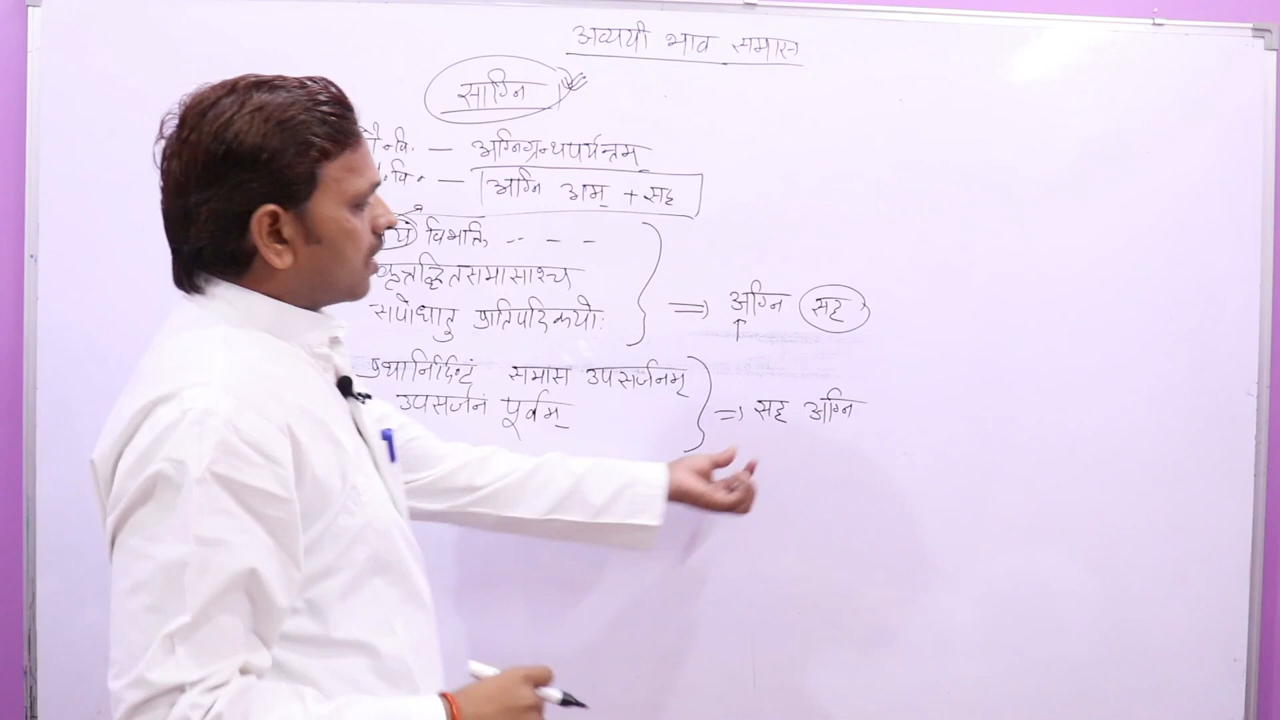 अव्ययी भाव समास
साग्नि
वि. — अग्निग्रन्थपर्यन्तम्
वि. — अग्नि अम् + सह
विभक्ति - - -
कृत्तद्धितसमासाश्च
सपोधातु प्रातिपदिकयोः ⇒ अग्नि सह
समास उपसर्जनम्
उपसर्जनं पूर्वम् ⇒ सह अग्नि